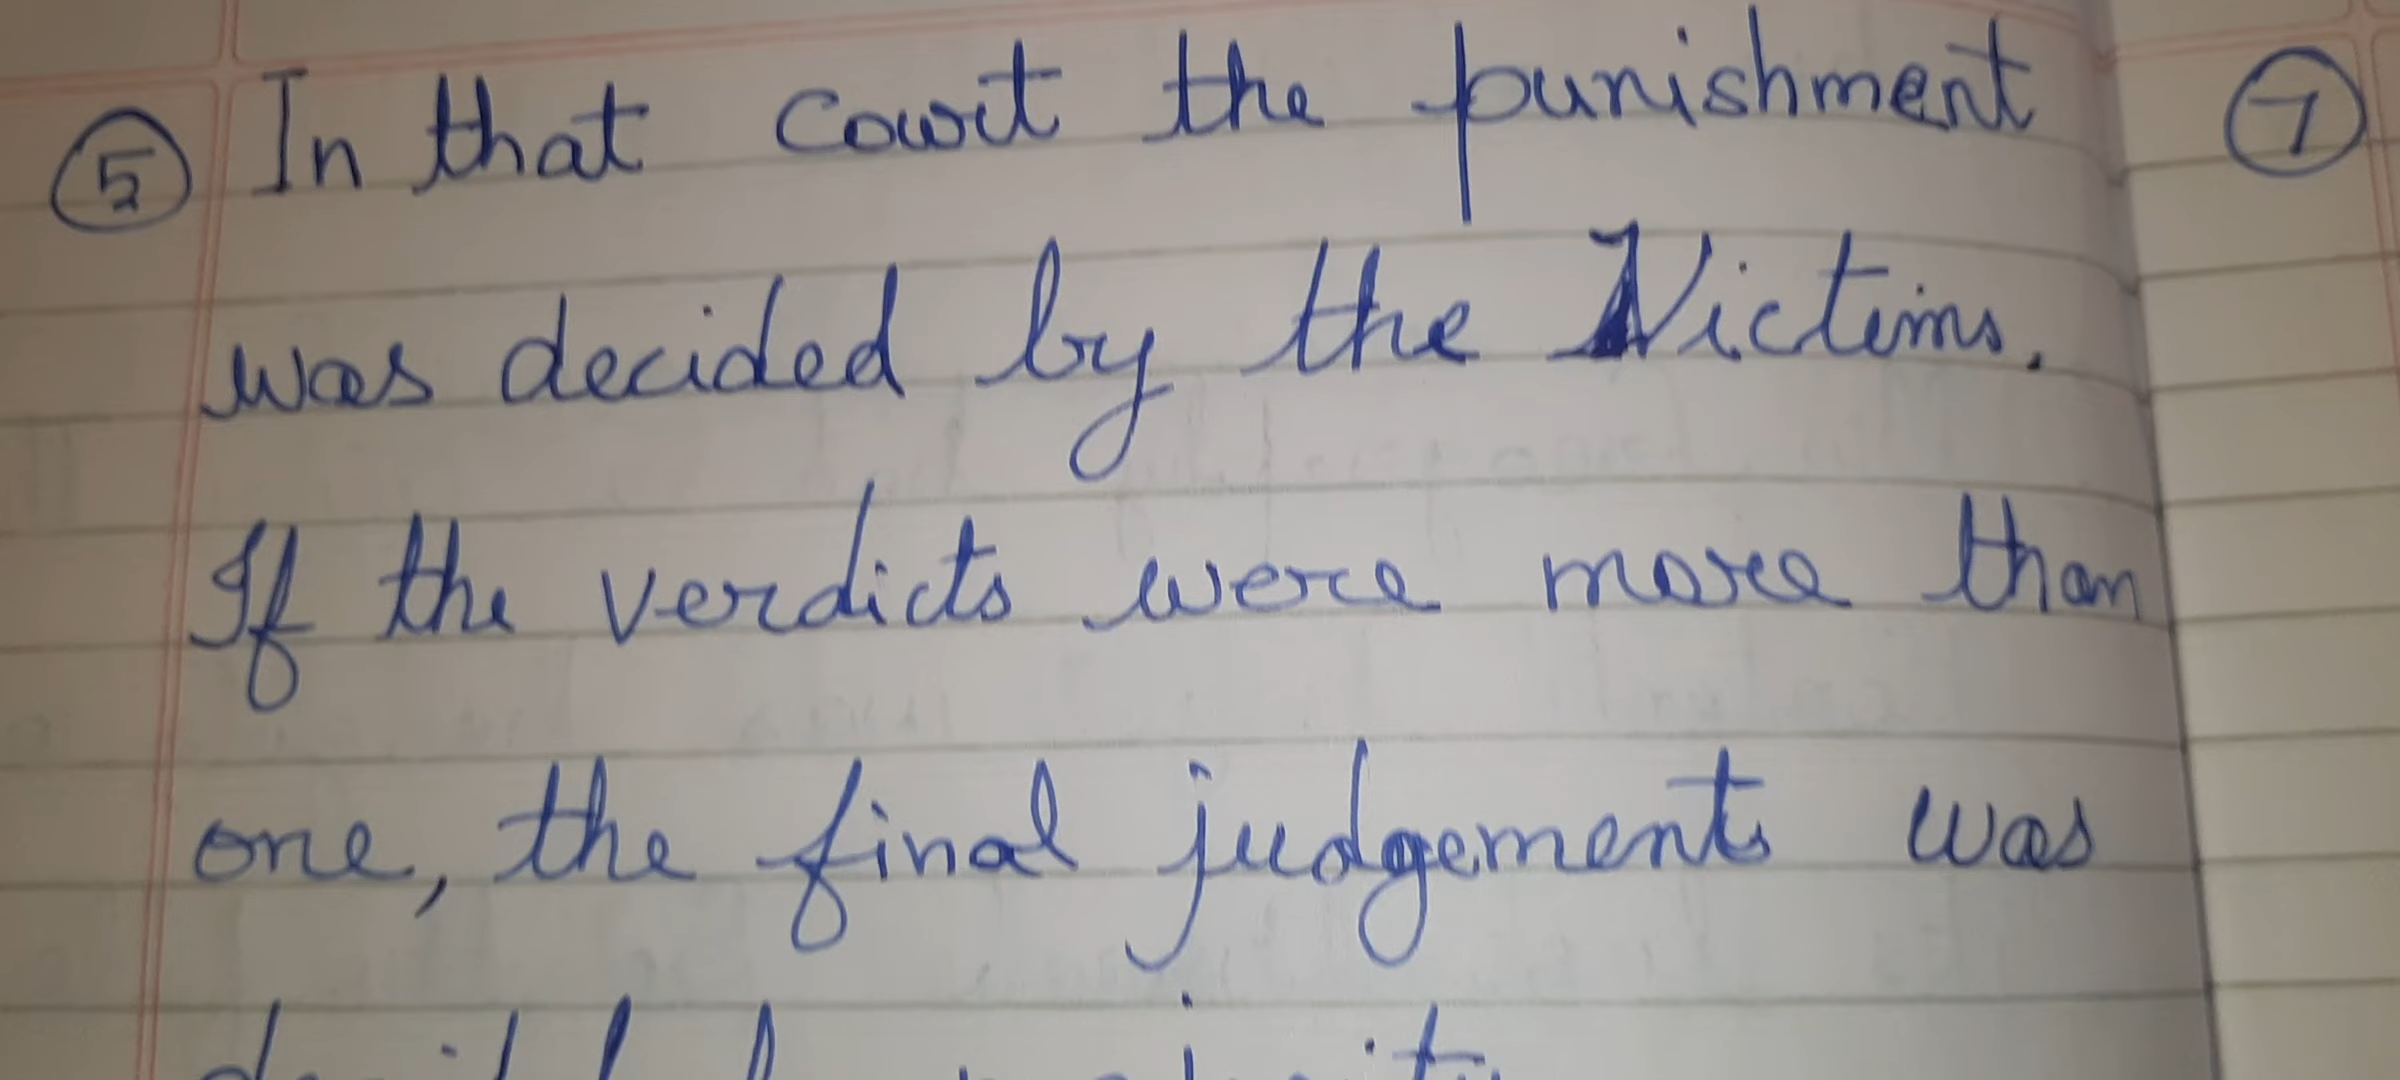 ⑤ In that court the punishment
was decided by the Victims.
If the verdicts were more than
one, the final judgements was
⑦